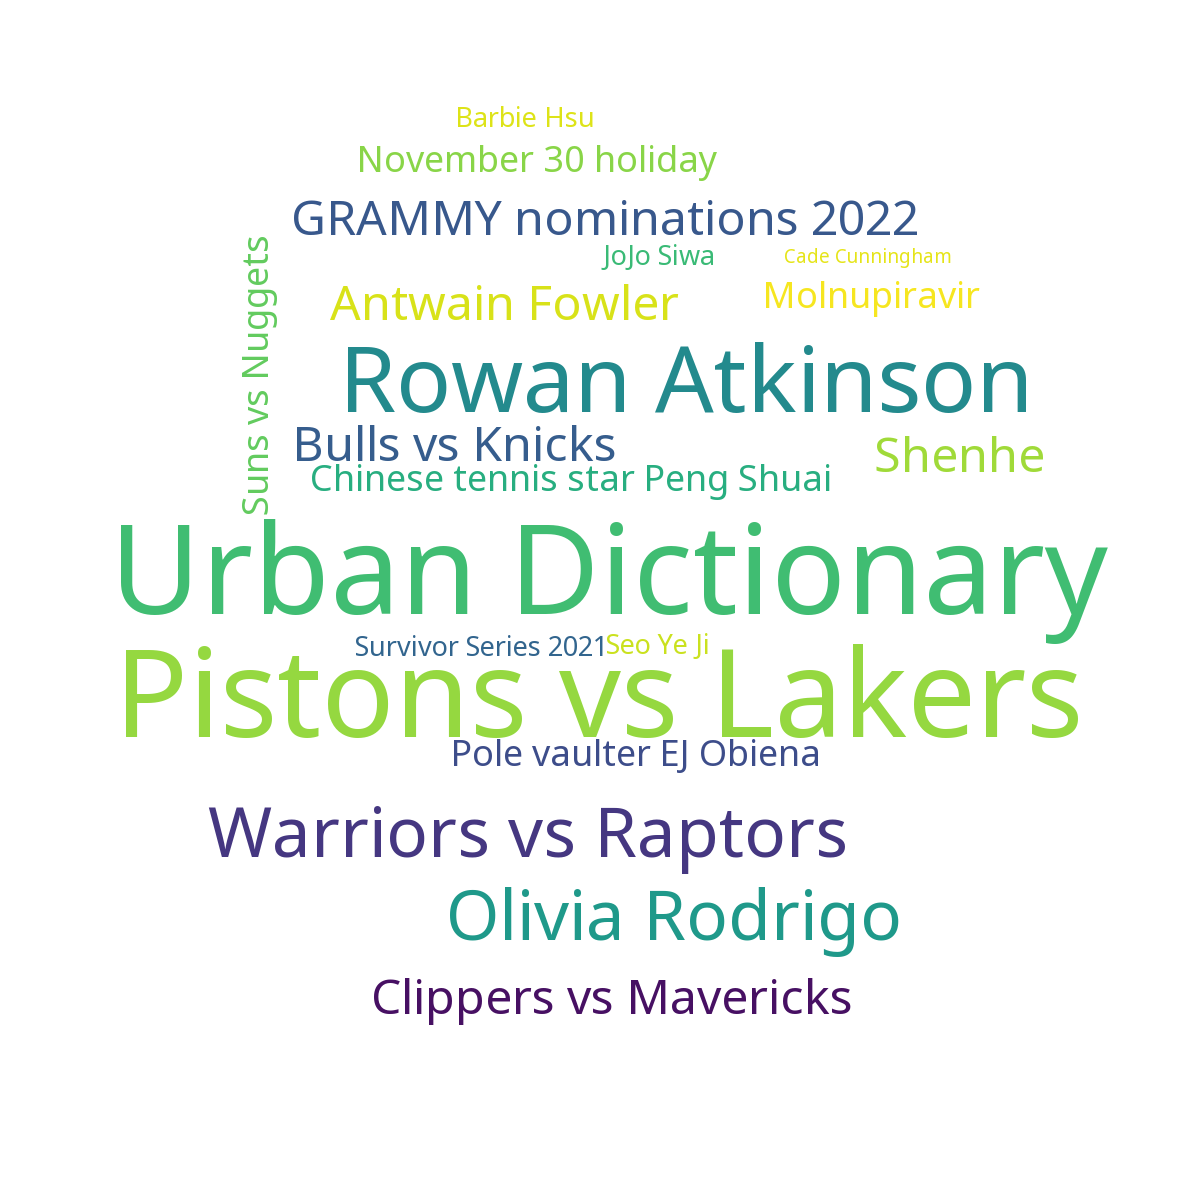 Barbie Hsu
November 30 holiday
GRAMMY nominations 2022
JoJo Siwa
Cade Cunningham
Antwain Fowler
Molnupiravir
Suns vs Nuggets
Rowan Atkinson
Bulls vs Knicks
Shenhe
Chinese tennis star Peng Shuai
Urban Dictionary
Survivor Series 2021
Seo Ye Ji
Pistons vs Lakers
Pole vaulter EJ Obiena
Warriors vs Raptors
Olivia Rodrigo
Clippers vs Mavericks